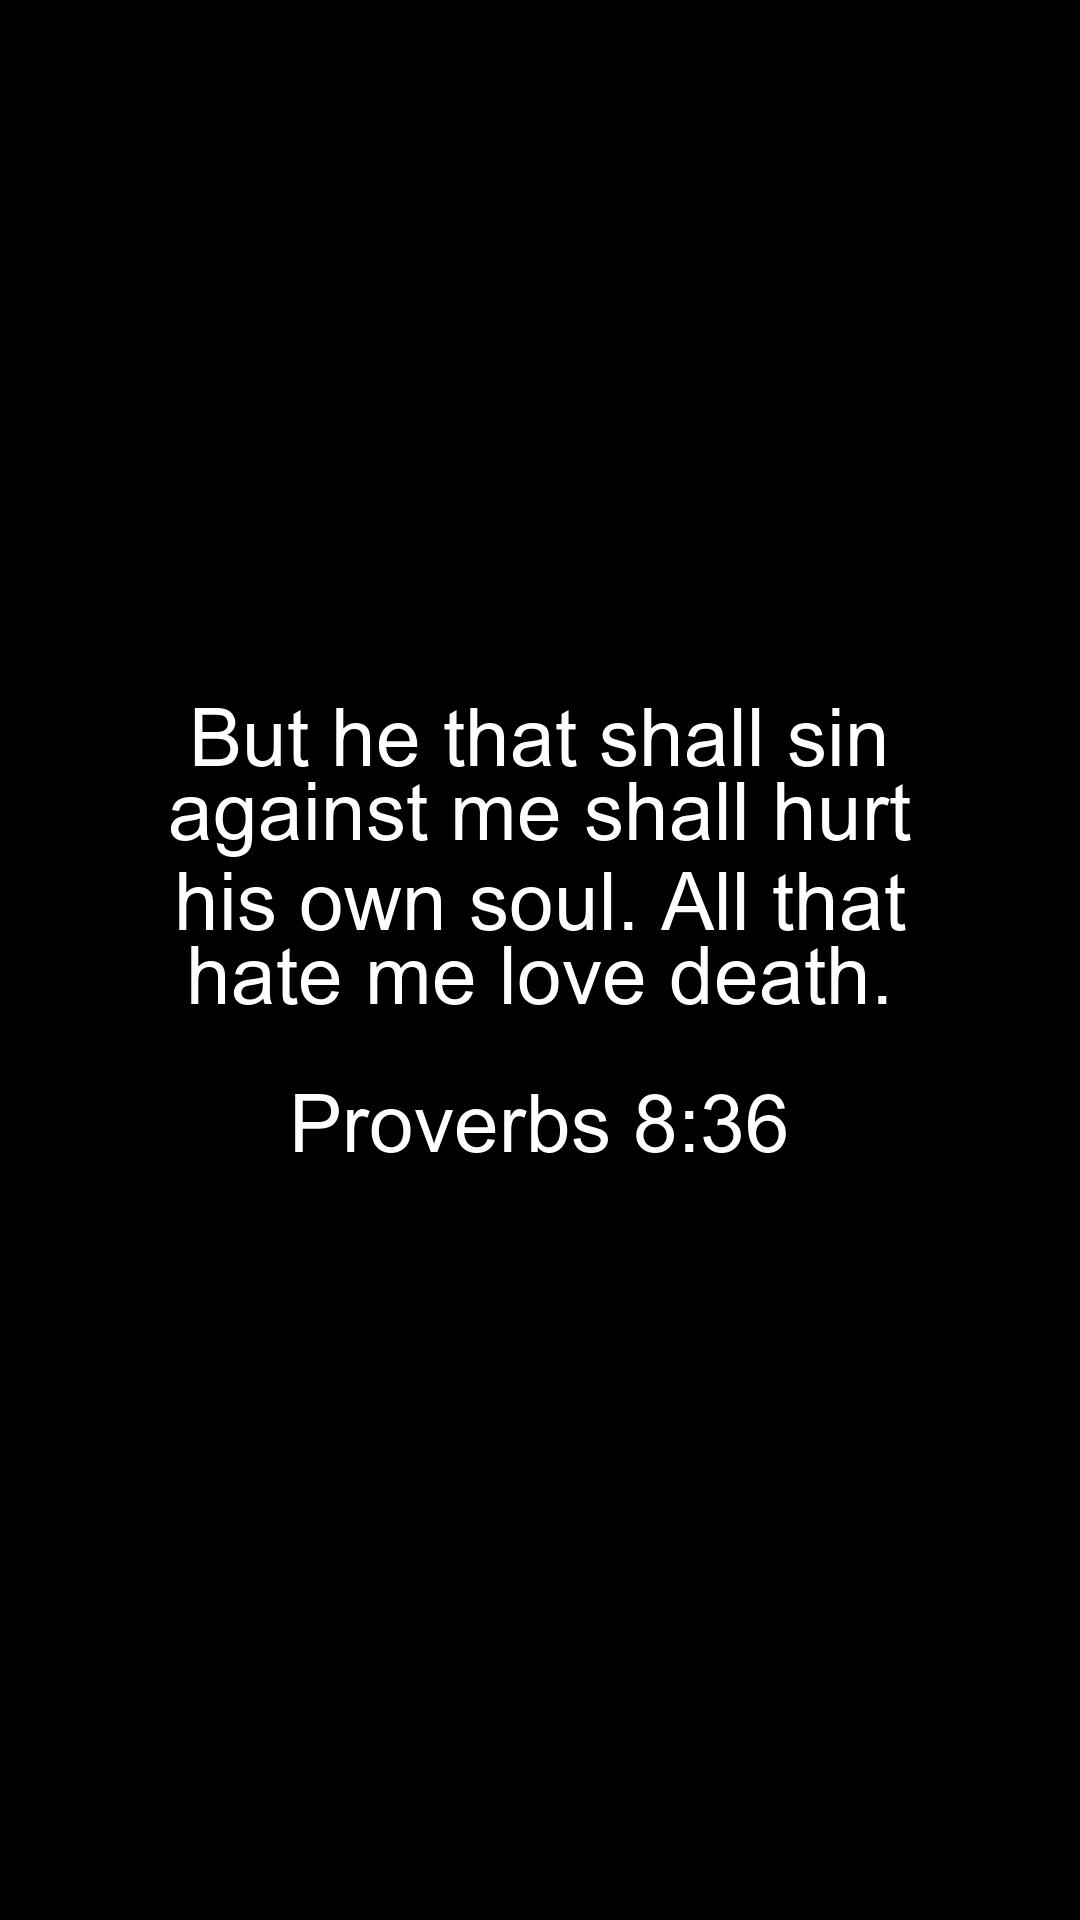 But he that shall sin
against me shall hurt
his own soul. All that
hate me love death.
Proverbs 8:36